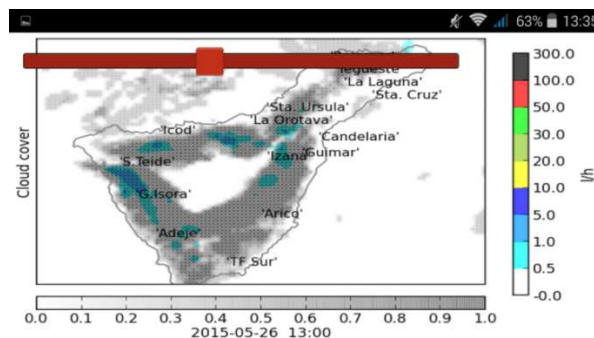 63% 13:35
Tegueste
'La Laguna'
'Sta. Cruz'
'Sta. Ursula'
'La Orotava'
'Icod'
'Candelaria'
'Izana'
'Guimar'
'S.Teide'
'G.Isora'
'Arico'
'Adeje'
'TF Sur'
Cloud cover
0.0 0.1 0.2 0.3 0.4 0.5 0.6 0.7 0.8 0.9 1.0
2015-05-26 13:00
300.0
100.0
50.0
30.0
20.0
10.0
5.0
1.0
0.5
-0.0
l/h